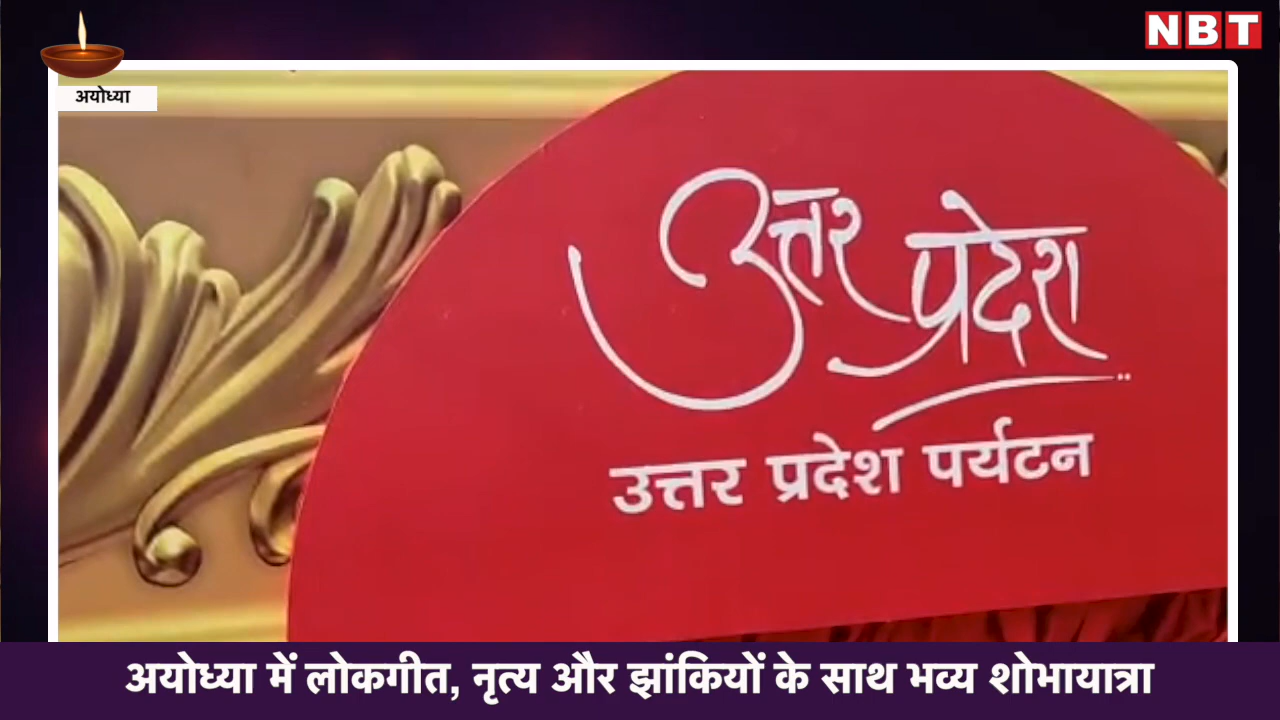 NBT
अयोध्या
उत्तर प्रदेश
उत्तर प्रदेश पर्यटन
अयोध्या में लोकगीत, नृत्य और झांकियों के साथ भव्य शोभायात्रा